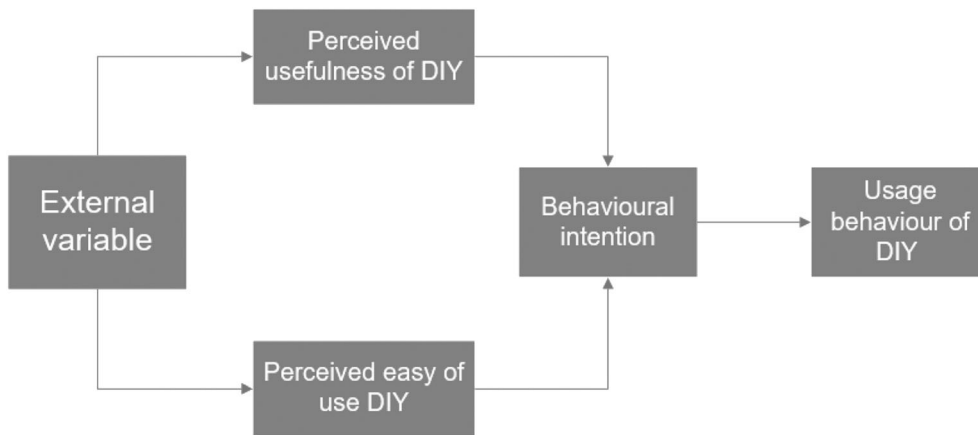 Perceived
usefulness of DIY
External
variable
Behavioural
intention
Usage
behaviour of
DIY
Perceived easy of
use DIY